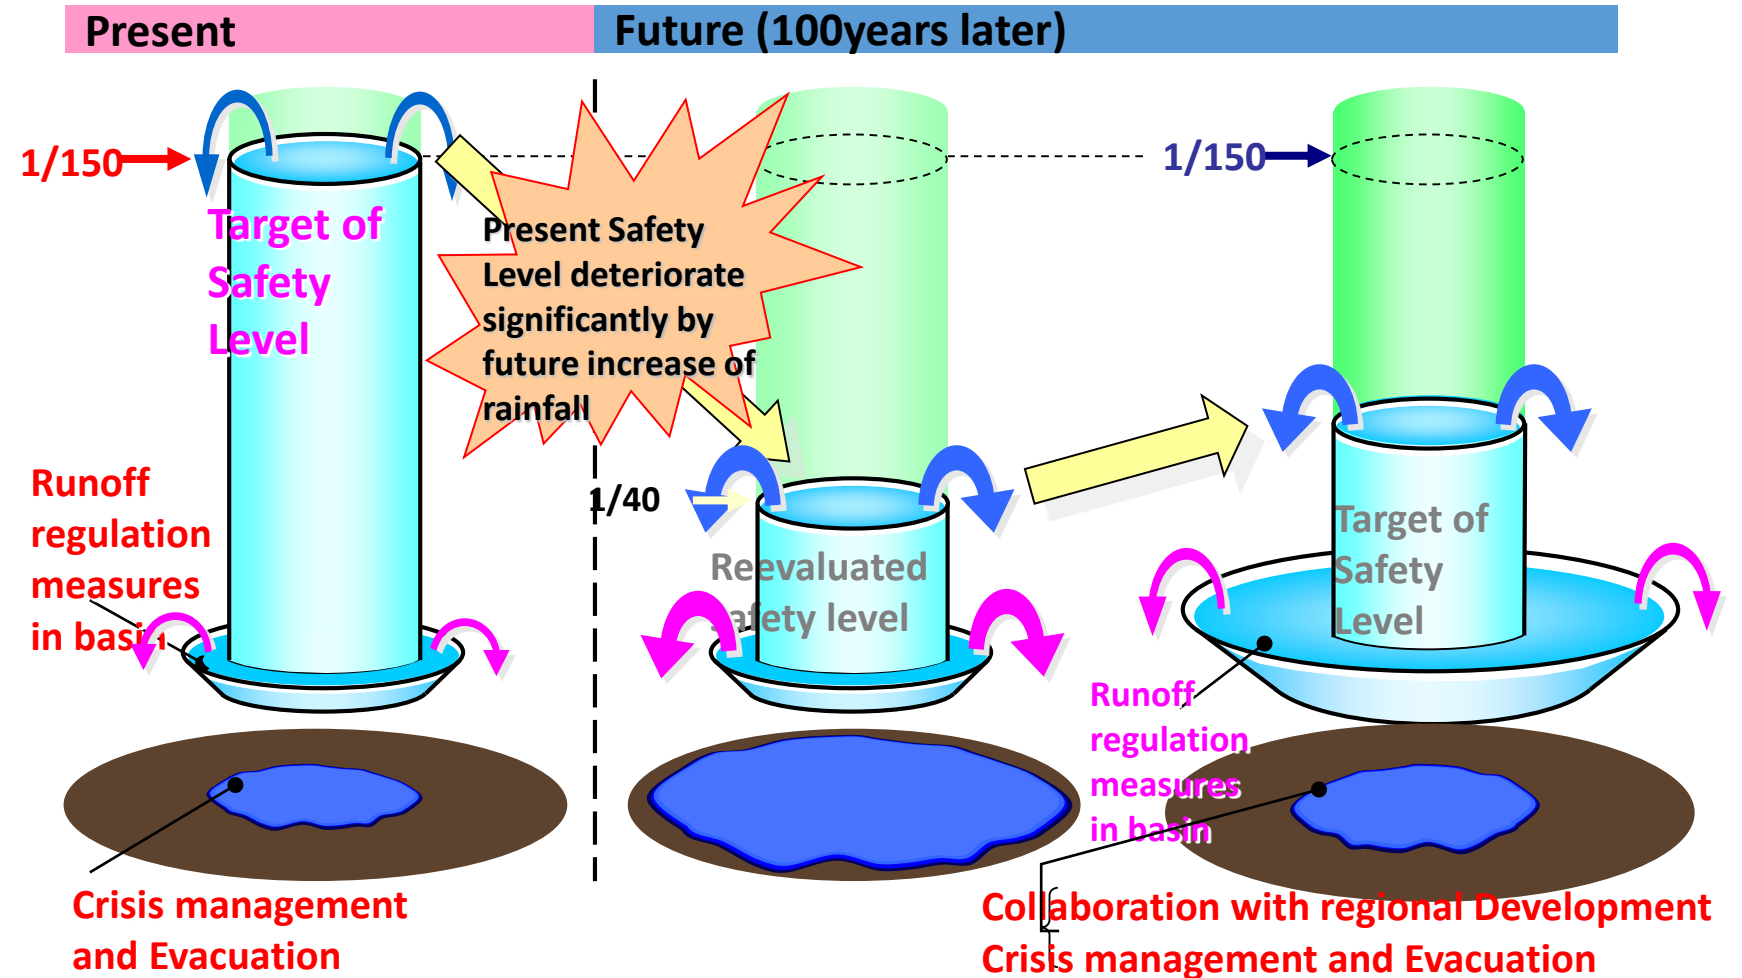 Present
Future (100years later)
1/150
Target of
Safety
Level
Present Safety
Level deteriorate
significantly by
future increase of
rainfall
1/150
Runoff
regulation
measures
in basin
1/40
Reevaluated
safety level
Target of
Safety
Level
Runoff
regulation
measures
in basin
Crisis management
and Evacuation
Collaboration with regional Development
Crisis management and Evacuation